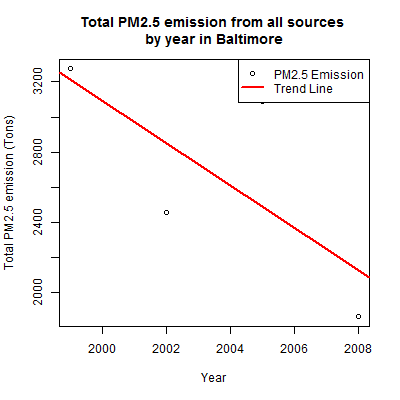 Total PM2.5 emission from all sources
by year in Baltimore
PM2.5 Emission
Trend Line
Total PM2.5 emission (Tons)
3200
2800
2400
2000
2000
2002
2004
2006
2008
Year